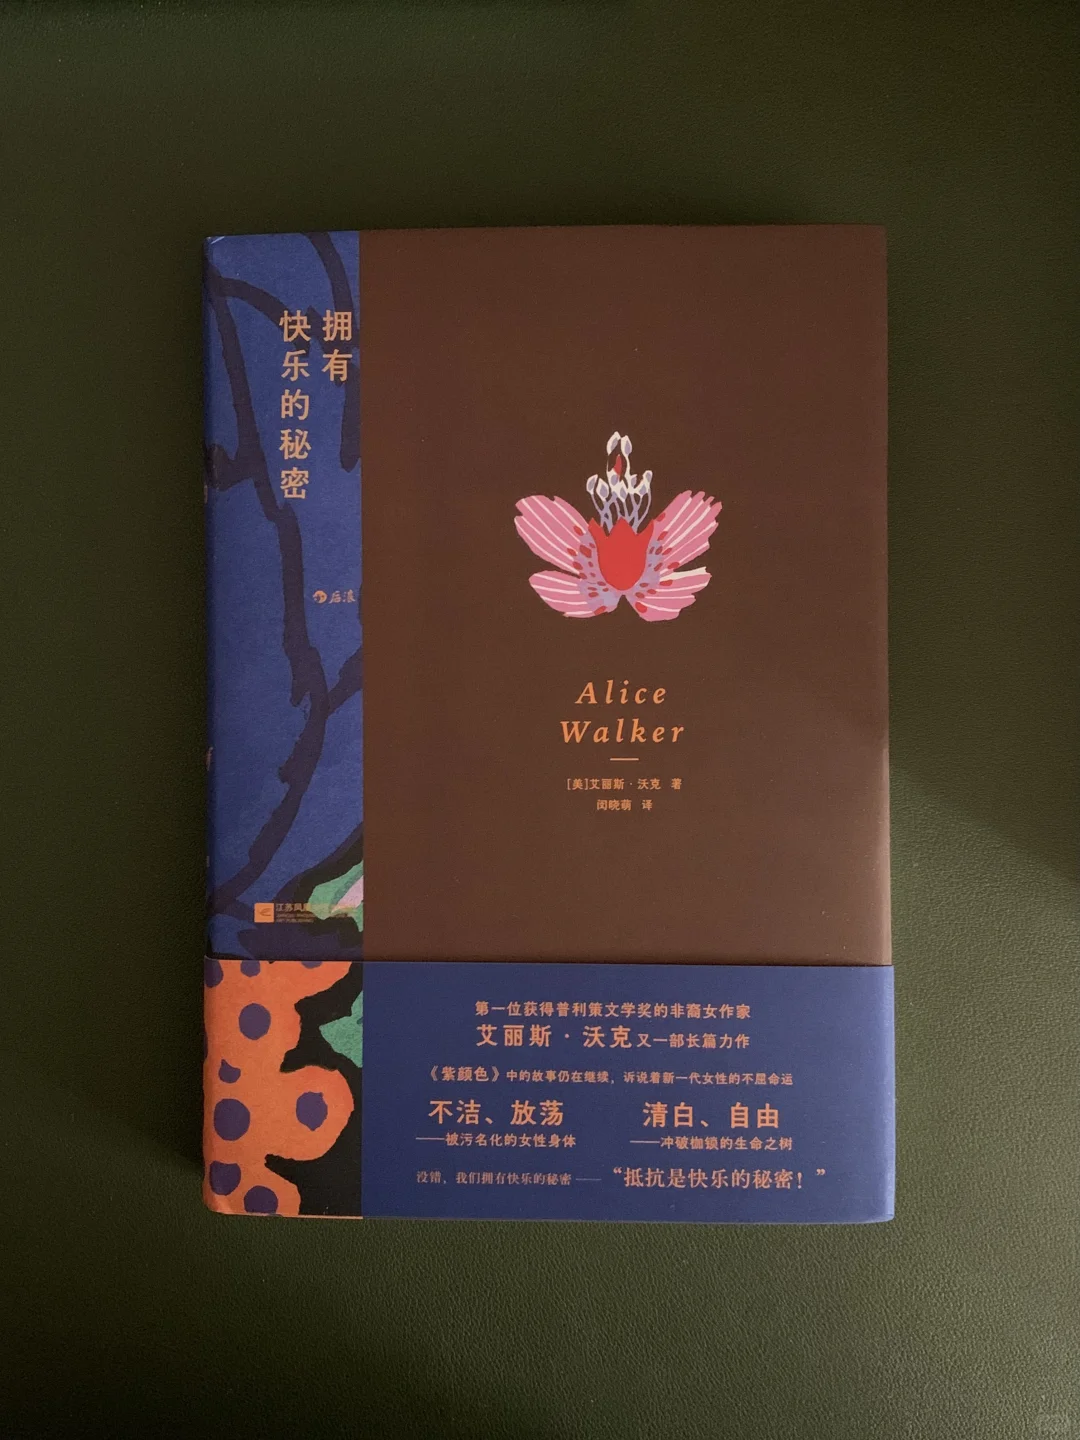 拥有
快乐的秘密
后浪
江苏凤凰
Alice
Walker
[美]艾丽斯·沃克 著
闵晓萌 译
第一位获得普利策文学奖的非裔女作家
艾丽斯·沃克又一部长篇力作
《紫颜色》中的故事仍在继续，诉说着新一代女性的不屈命运
不洁、放荡
——被污名化的女性身体
清白、自由
——冲破枷锁的生命之树
没错，我们拥有快乐的秘密——“抵抗是快乐的秘密！”